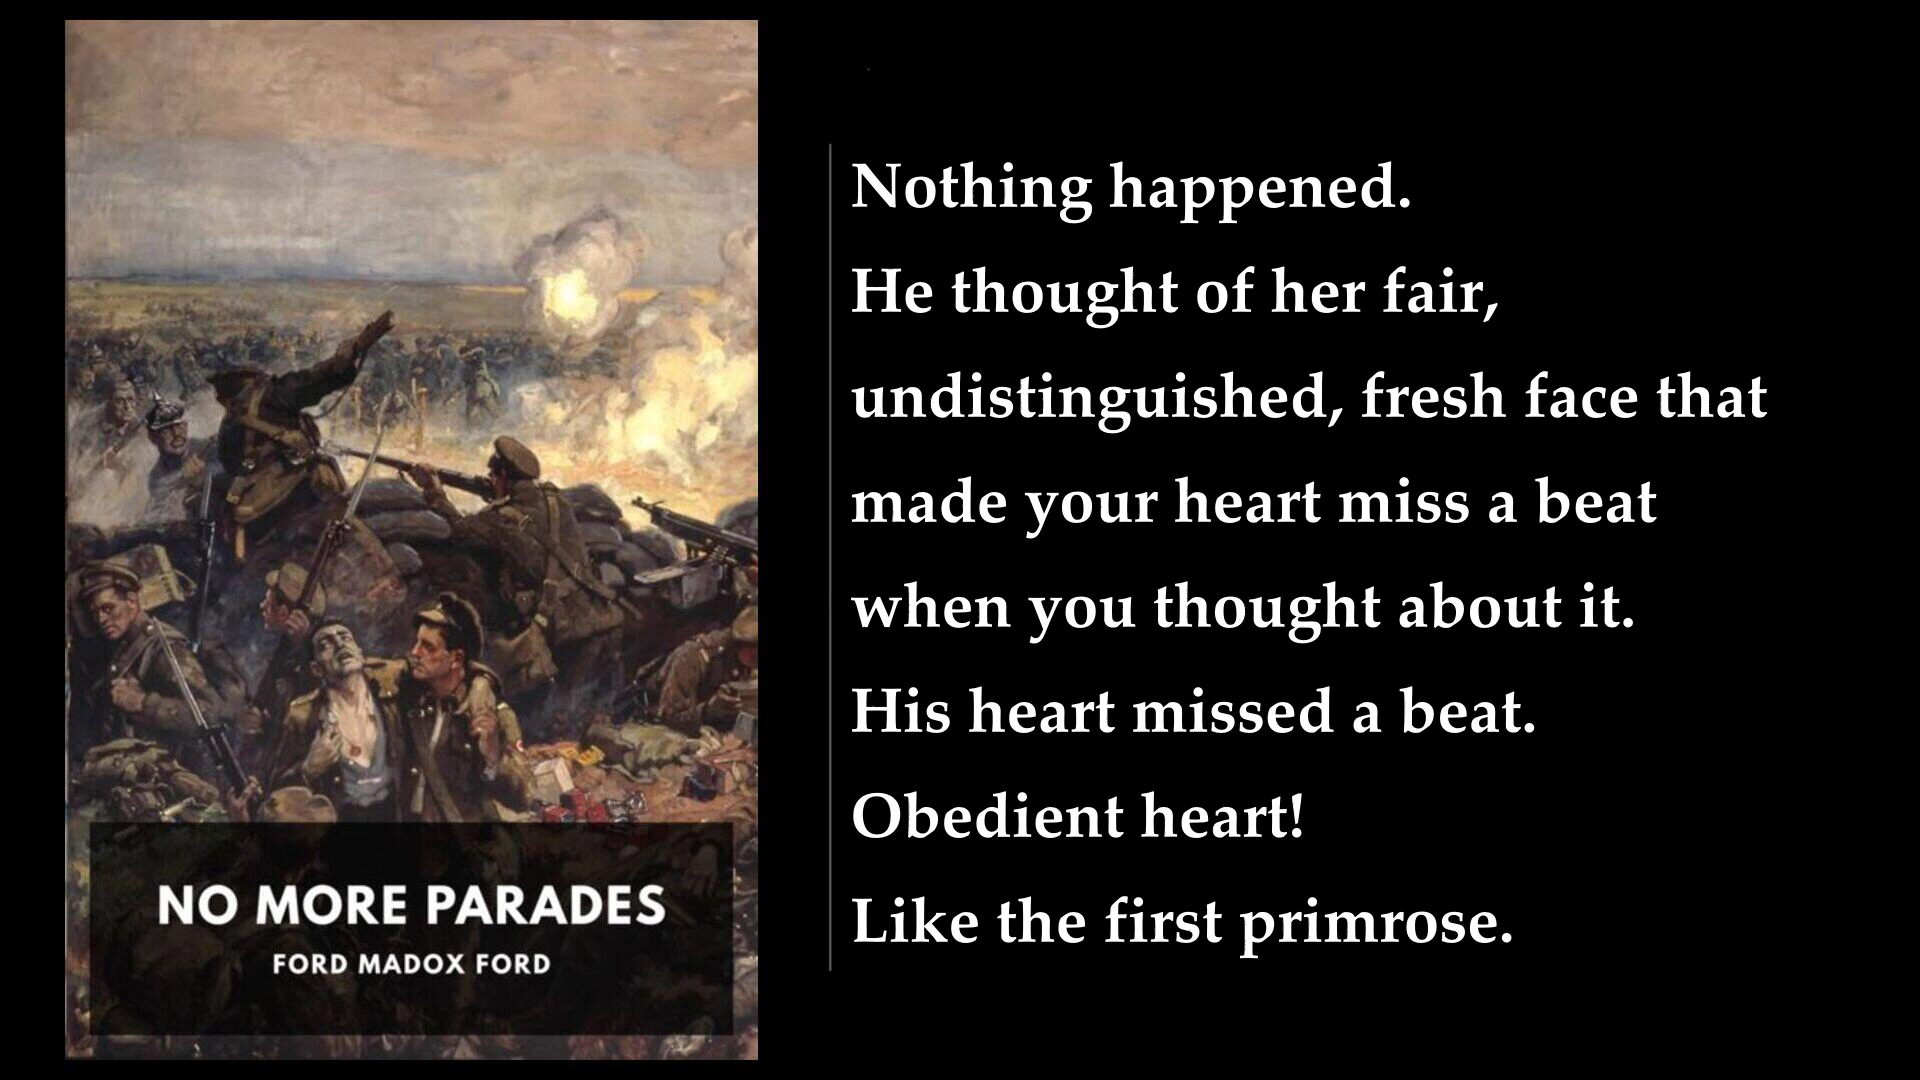 NO MORE PARADES
FORD MADOX FORD
Nothing happened.
He thought of her fair,
undistinguished, fresh face that
made your heart miss a beat
when you thought about it.
His heart missed a beat.
Obedient heart!
Like the first primrose.